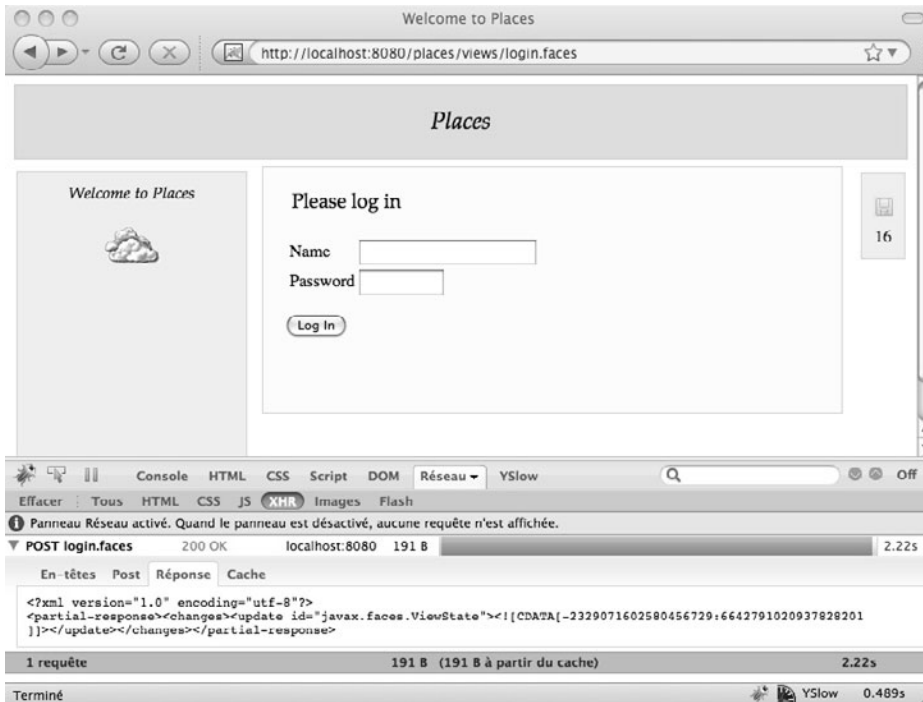 Welcome to Places
http://localhost:8080/places/views/login.faces
Places
Welcome to Places
Please log in
16
Name
Password
Log In
Console HTML CSS Script DOM Réseau YSlow Off
Effacer Tous HTML CSS JS XHR Images Flash
Panneau Réseau activé. Quand le panneau est désactivé, aucune requête n'est affichée.
POST login.faces 200 OK localhost:8080 191 B 2.22s
En-têtes Post Réponse Cache
<?xml version="1.0" encoding="utf-8"?>
<partial-response><changes><update id="javax.faces.ViewState"><![CDATA[-2329071602580456729:6642791020937828201
]]></update></changes></partial-response>
1 requête 191 B (191 B à partir du cache) 2.22s
Terminé YSlow 0.489s